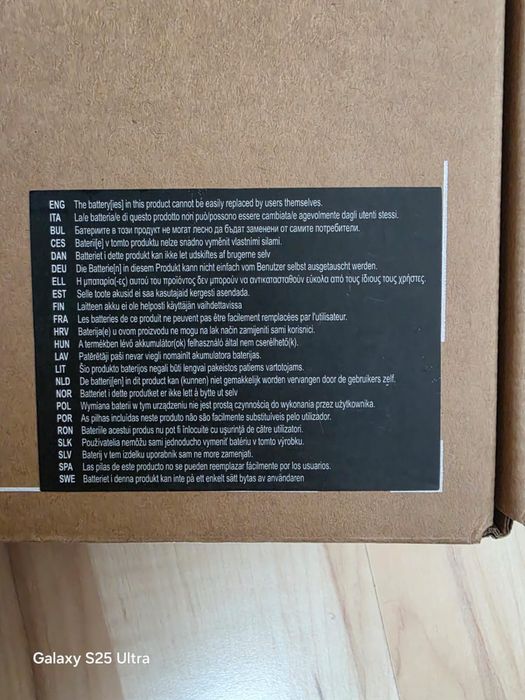 ENG The battery[ies] in this product cannot be easily replaced by users themselves.
ITA La/e batteria/e di questo prodotto non può/possono essere cambiata/e agevolmente dagli utenti stessi.
BUL Батериите в този продукт не могат лесно да бъдат заменени от самите потребители.
CES Baterii[e] v tomto produktu nelze snádno vyměnit vlastními silami.
DAN Batteriet i dette produkt kan ikke let udskiftes af brugerne selv
DEU Die Batterie[n] in diesem Produkt kann nicht einfach vom Benutzer selbst ausgetauscht werden.
ELL Η μπαταρία(-ες) αυτού του προϊόντος δεν μπορούν να αντικατασταθούν εύκολα από τους ίδιους τους χρήστες.
EST Selle toote akusid ei saa kasutajaid kergesti asendada.
FIN Laitteen akku ei ole helposti käyttäjän vaihdettavissa
FRA Les batteries de ce produit ne peuvent pas être facilement remplacées par l'utilisateur.
HRV Baterija(e) u ovom proizvodu ne mogu na lak način zamijeniti sami korisnici.
HUN A termékben lévő akkumulátor(ok) felhasználó által nem cserélhető(k).
LAV Patērētāji paši nevar viegli nomainīt akumulatora baterijas.
LIT Šio produkto baterijos negali būti lengvai pakeistos paties vartotojams.
NLD De batterij[en] in dit product kan (kunnen) niet gemakkelijk worden vervangen door de gebruikers zelf.
NOR Batteriet i dette produktet er ikke lett å bytte ut selv
POL Wymiana baterii w tym urządzeniu nie jest prostą czynnością do wykonania przez użytkownika.
POR As pilhas incluídas neste produto não são facilmente substituíveis pelo utilizador.
RON Bateriile acestui produs nu pot fi înlocuite cu ușurință de către utilizatori.
SLK Používatelia nemôžu sami jednoducho vymeniť batériu v tomto výrobku.
SLV Baterij v tem izdelku uporabnik sam ne more zamenjati.
SPA Las pilas de este producto no se pueden reemplazar fácilmente por los usuarios.
SWE Batteriet i denna produkt kan inte på ett enkelt sätt bytas av användaren
Galaxy S25 Ultra